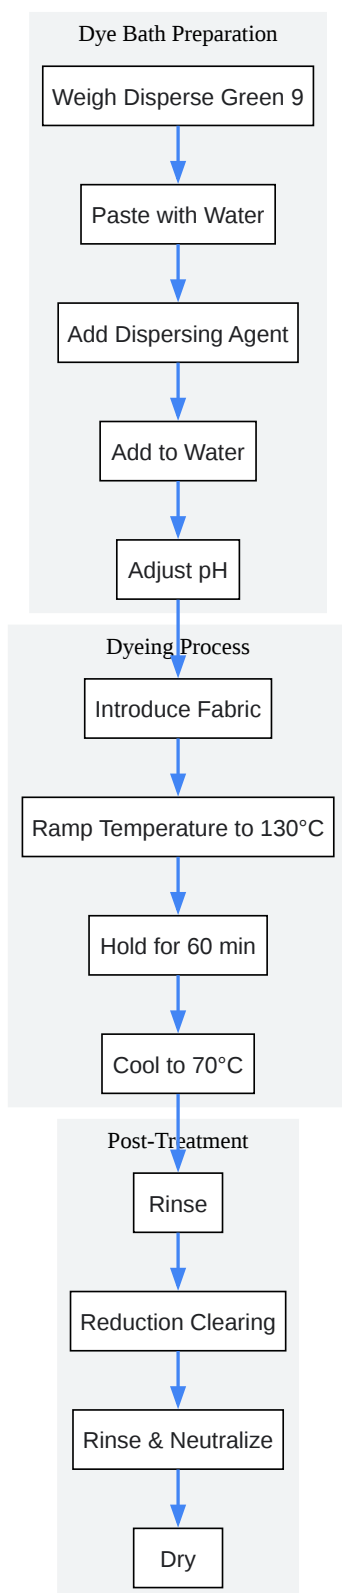 Dye Bath Preparation
Weigh Disperse Green 9
Paste with Water
Add Dispersing Agent
Add to Water
Adjust pH
Dyeing Process
Introduce Fabric
Ramp Temperature to 130°C
Hold for 60 min
Cool to 70°C
Post-Treatment
Rinse
Reduction Clearing
Rinse & Neutralize
Dry